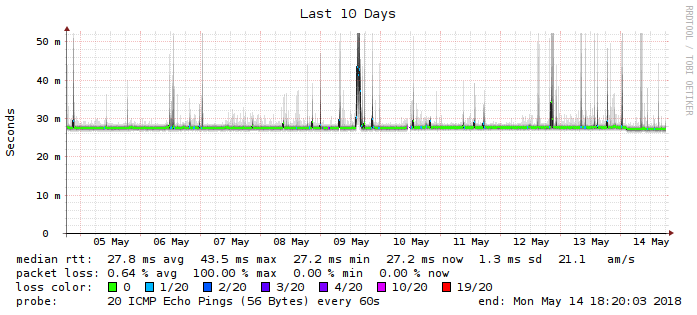 Last 10 Days
RRDTOOL / TOBI OETIKER
Seconds
50 m
40 m
30 m
20 m
10 m
0
05 May 06 May 07 May 08 May 09 May 10 May 11 May 12 May 13 May 14 May
median rtt: 27.8 ms avg 43.5 ms max 27.2 ms min 27.2 ms now 1.3 ms sd 21.1 am/s
packet loss: 0.64 % avg 100.00 % max 0.00 % min 0.00 % now
loss color: 0 1/20 2/20 3/20 4/20 10/20 19/20
probe: 20 ICMP Echo Pings (56 Bytes) every 60s end: Mon May 14 18:20:03 2018